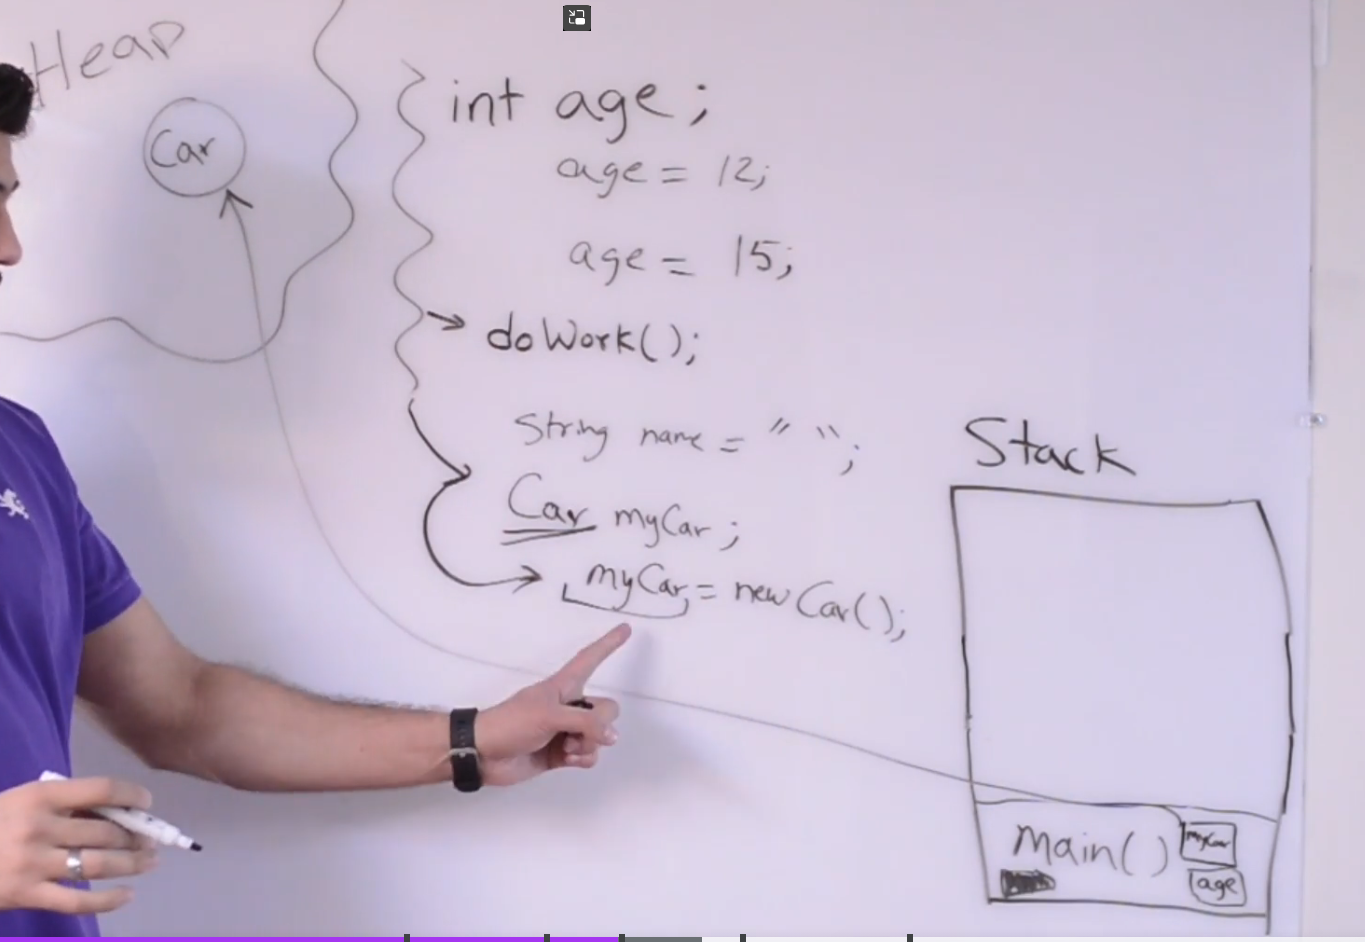 Heap
Car
int age;
age = 12;
age = 15;
doWork();
String name = " ";
Car myCar;
myCar = new Car();
Stack
main()
myCar
age